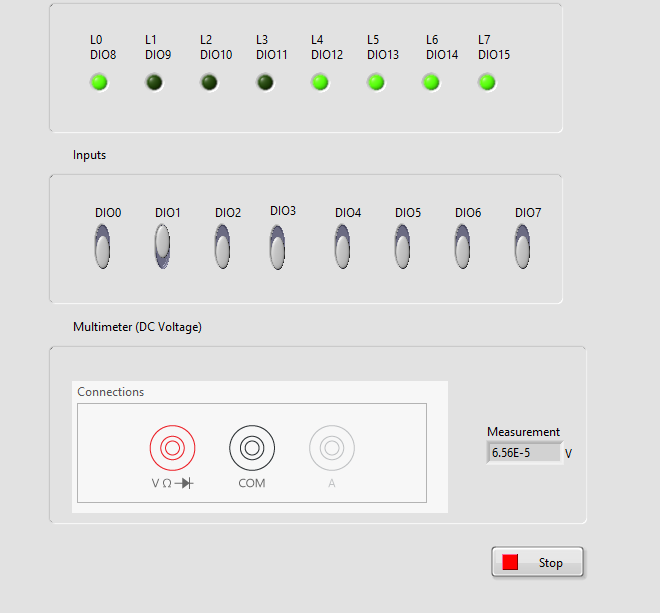 L0 L1 L2 L3 L4 L5 L6 L7
DIO8 DIO9 DIO10 DIO11 DIO12 DIO13 DIO14 DIO15
Inputs
DIO0 DIO1 DIO2 DIO3 DIO4 DIO5 DIO6 DIO7
Multimeter (DC Voltage)
Connections
V Ω COM A
Measurement
6.56E-5 V
Stop